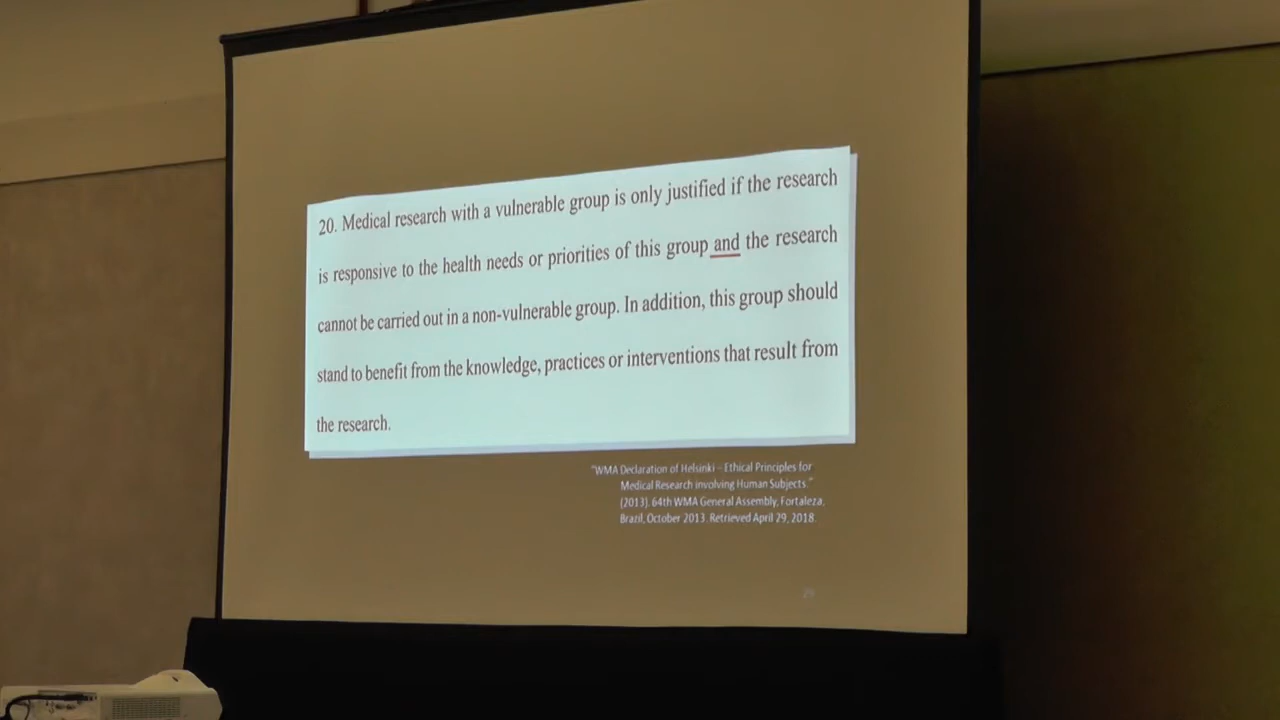 20. Medical research with a vulnerable group is only justified if the research
is responsive to the health needs or priorities of this group and the research
cannot be carried out in a non-vulnerable group. In addition, this group should
stand to benefit from the knowledge, practices or interventions that result from
the research.
"WMA Declaration of Helsinki – Ethical Principles for
Medical Research involving Human Subjects."
(2013). 64th WMA General Assembly, Fortaleza,
Brazil, October 2013. Retrieved April 29, 2018.